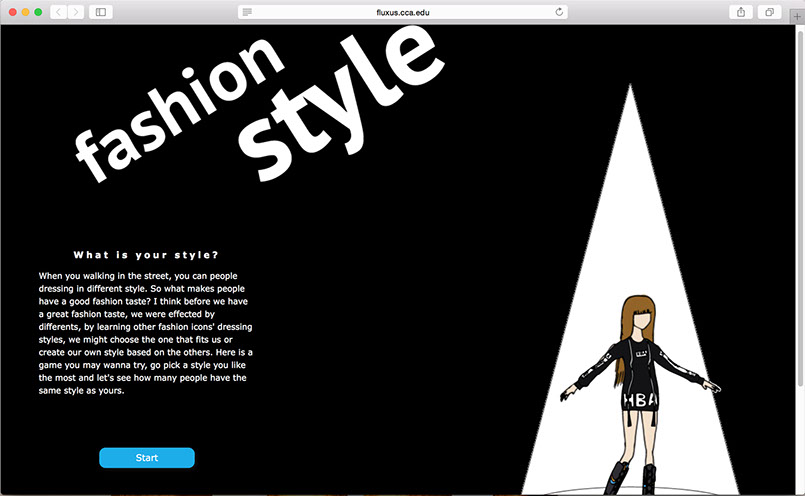 fluxus.cca.edu
fashion
style
What is your style?
When you walking in the street, you can people
dressing in different style. So what makes people
have a good fashion taste? I think before we have
a great fashion taste, we were effected by
differents, by learning other fashion icons' dressing
styles, we might choose the one that fits us or
create our own style based on the others. Here is a
game you may wanna try, go pick a style you like
the most and let's see how many people have the
same style as yours.
Start
HBA